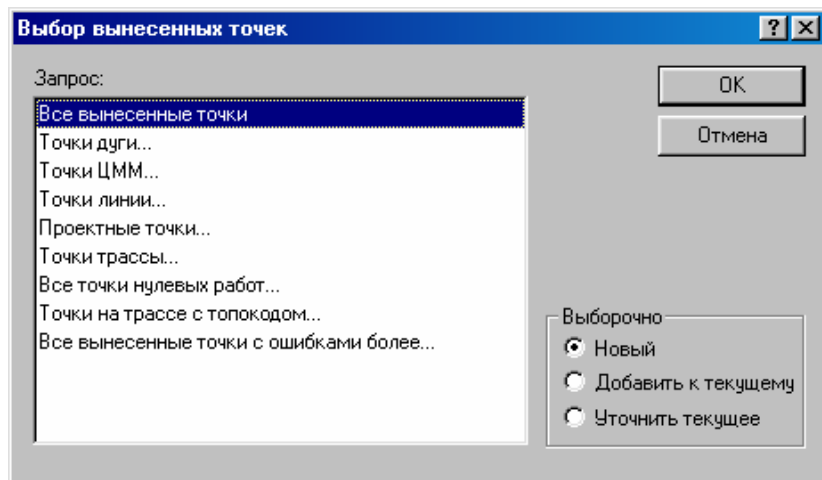 Выбор вынесенных точек
Запрос:
Все вынесенные точки
Точки дуги...
Точки ЦММ...
Точки линии...
Проектные точки...
Точки трассы...
Все точки нулевых работ...
Точки на трассе с топокодом...
Все вынесенные точки с ошибками более...
OK
Отмена
Выборочно
Новый
Добавить к текущему
Уточнить текущее